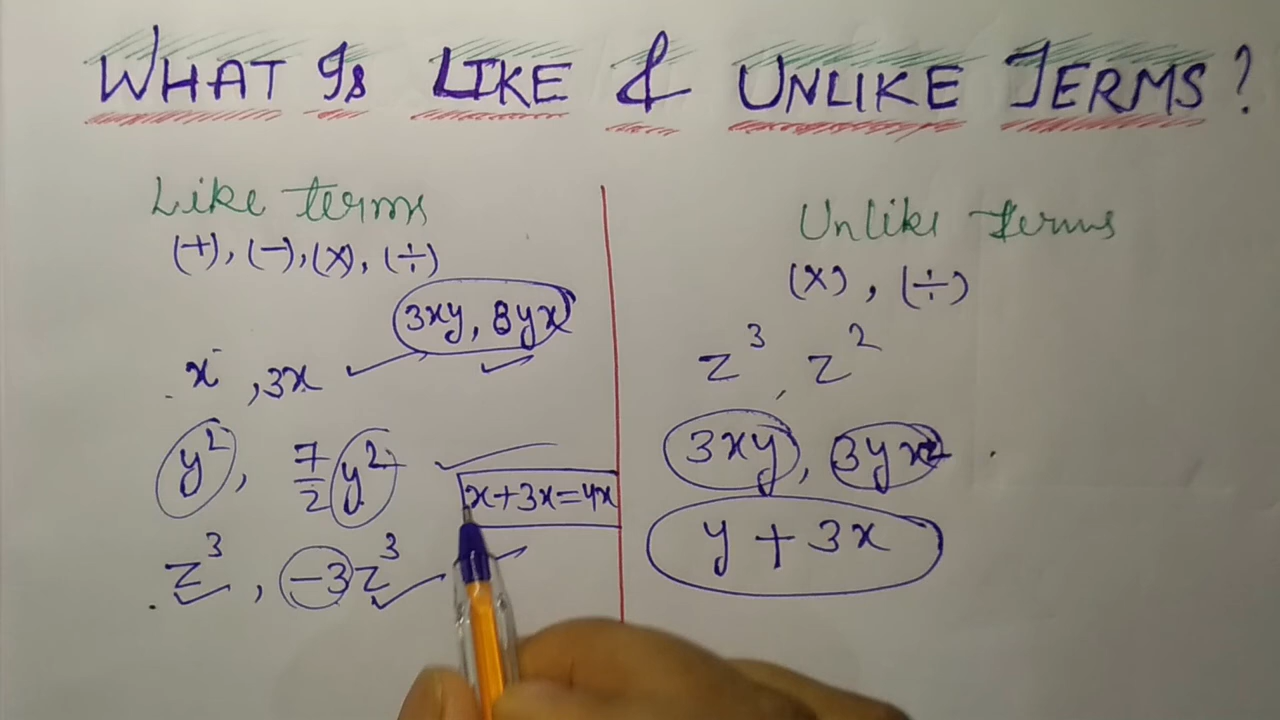 WHAT Is LIKE & UNLIKE TERMS?
Like terms
(+), (−), (×), (÷)
3xy, 8yx
x, 3x
y², 7/2 y²
x+3x=4x
z³, −3z³
Unlike terms
(×), (÷)
z³, z²
3xy, 3yx²
y + 3x